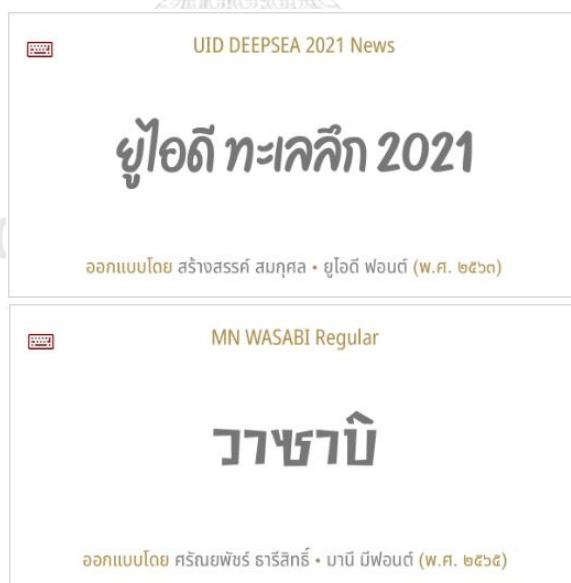 UID DEEPSEA 2021 News
ยูไอดี ทะเลลึก 2021
ออกแบบโดย สร้างสรรค์ สมกุศล • ยูไอดี ฟอนต์ (พ.ศ. ๒๕๖๓)
MN WASABI Regular
วาซาบิ
ออกแบบโดย ศรัณยพัชร์ ธารีสิทธิ์ • มานี มีฟอนต์ (พ.ศ. ๒๕๖๕)